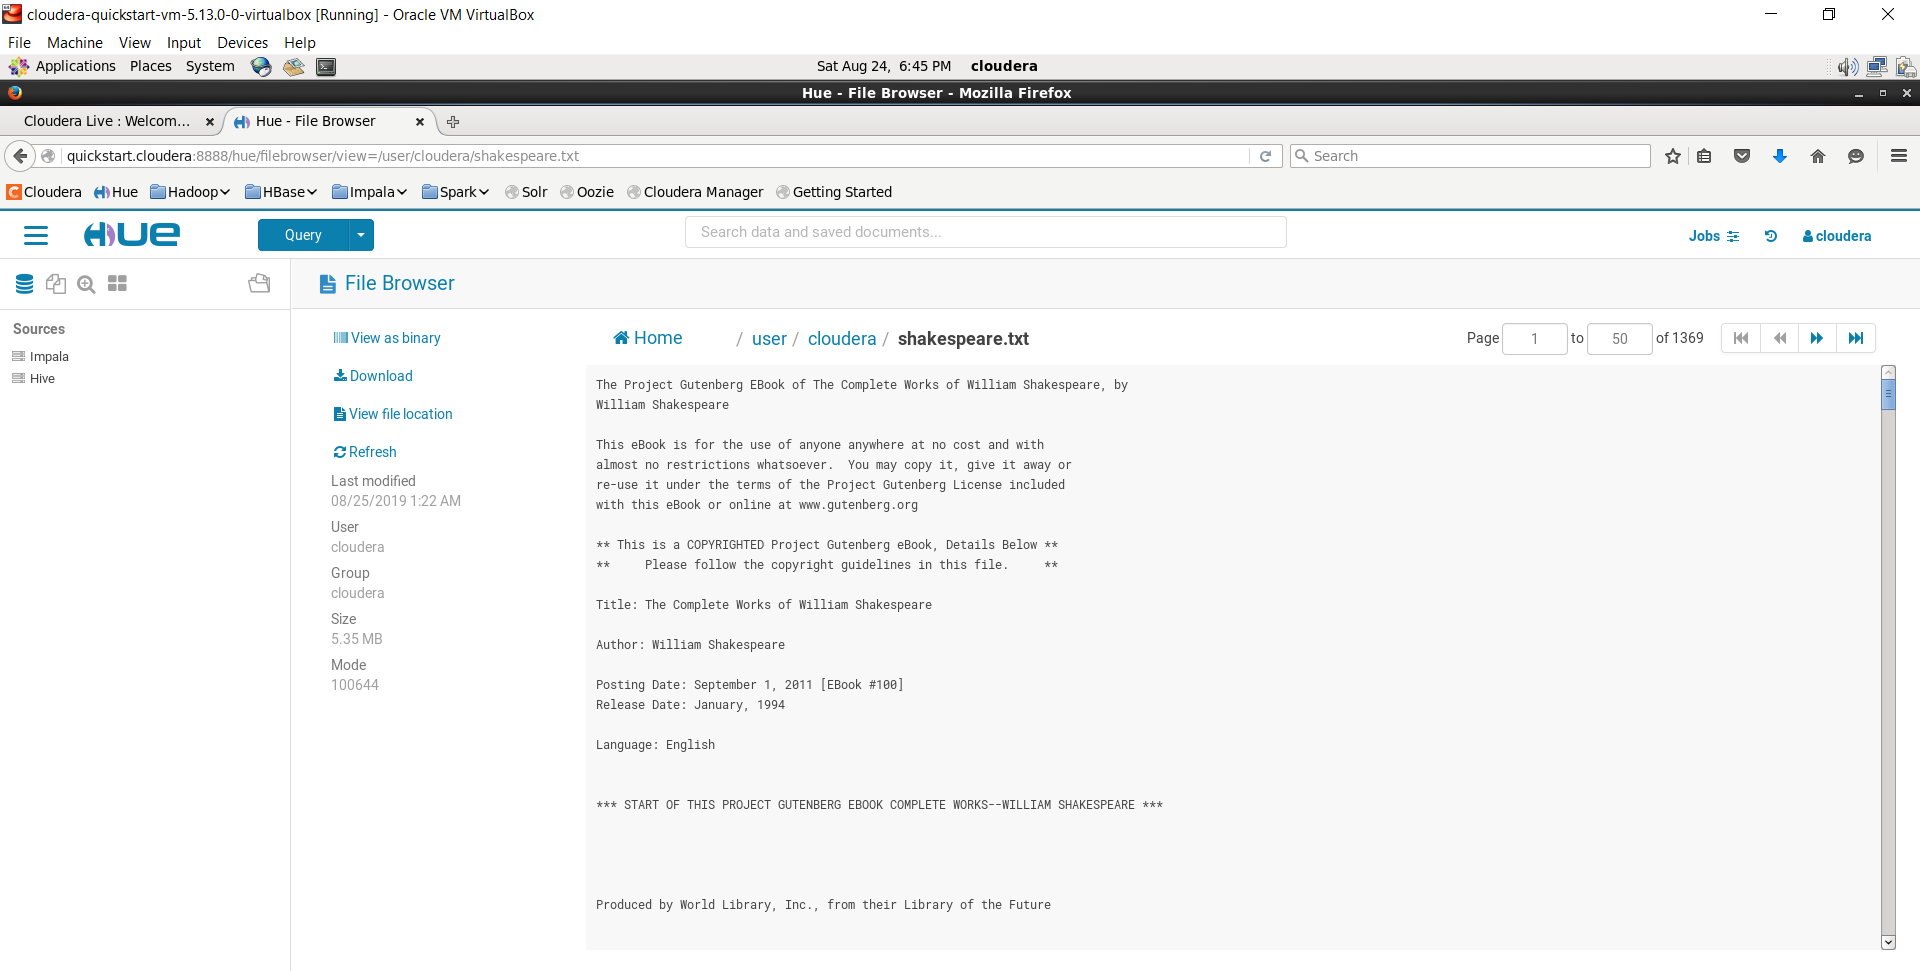 cloudera-quickstart-vm-5.13.0-0-virtualbox [Running] - Oracle VM VirtualBox
File Machine View Input Devices Help
Applications Places System Sat Aug 24, 6:45 PM cloudera
Hue - File Browser - Mozilla Firefox
Cloudera Live : Welcom... Hue - File Browser
quickstart.cloudera:8888/hue/filebrowser/view=/user/cloudera/shakespeare.txt Search
Cloudera Hue Hadoop HBase Impala Spark Solr Oozie Cloudera Manager Getting Started
HUE Query Search data and saved documents... Jobs cloudera
File Browser
Sources
Impala
Hive
View as binary
Download
View file location
Refresh
Last modified
08/25/2019 1:22 AM
User
cloudera
Group
cloudera
Size
5.35 MB
Mode
100644
Home / user / cloudera / shakespeare.txt Page 1 to 50 of 1369
The Project Gutenberg EBook of The Complete Works of William Shakespeare, by
William Shakespeare
This eBook is for the use of anyone anywhere at no cost and with
almost no restrictions whatsoever.  You may copy it, give it away or
re-use it under the terms of the Project Gutenberg License included
with this eBook or online at www.gutenberg.org
** This is a COPYRIGHTED Project Gutenberg eBook, Details Below **
**     Please follow the copyright guidelines in this file.     **
Title: The Complete Works of William Shakespeare
Author: William Shakespeare
Posting Date: September 1, 2011 [EBook #100]
Release Date: January, 1994
Language: English
*** START OF THIS PROJECT GUTENBERG EBOOK COMPLETE WORKS--WILLIAM SHAKESPEARE ***
Produced by World Library, Inc., from their Library of the Future